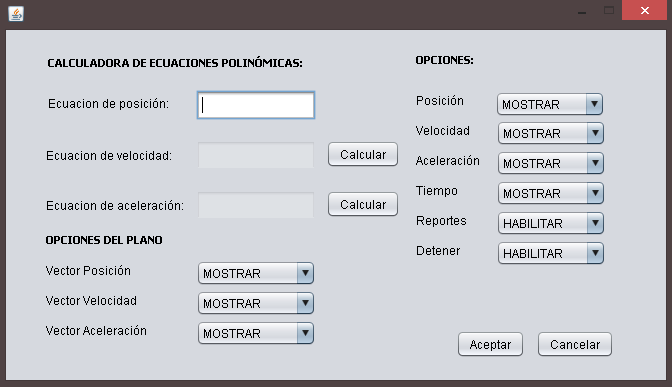 CALCULADORA DE ECUACIONES POLINÓMICAS:
Ecuacion de posición:
Ecuacion de velocidad:
Calcular
Ecuacion de aceleración:
Calcular
OPCIONES DEL PLANO
Vector Posición
MOSTRAR
Vector Velocidad
MOSTRAR
Vector Aceleración
MOSTRAR
OPCIONES:
Posición
MOSTRAR
Velocidad
MOSTRAR
Aceleración
MOSTRAR
Tiempo
MOSTRAR
Reportes
HABILITAR
Detener
HABILITAR
Aceptar
Cancelar